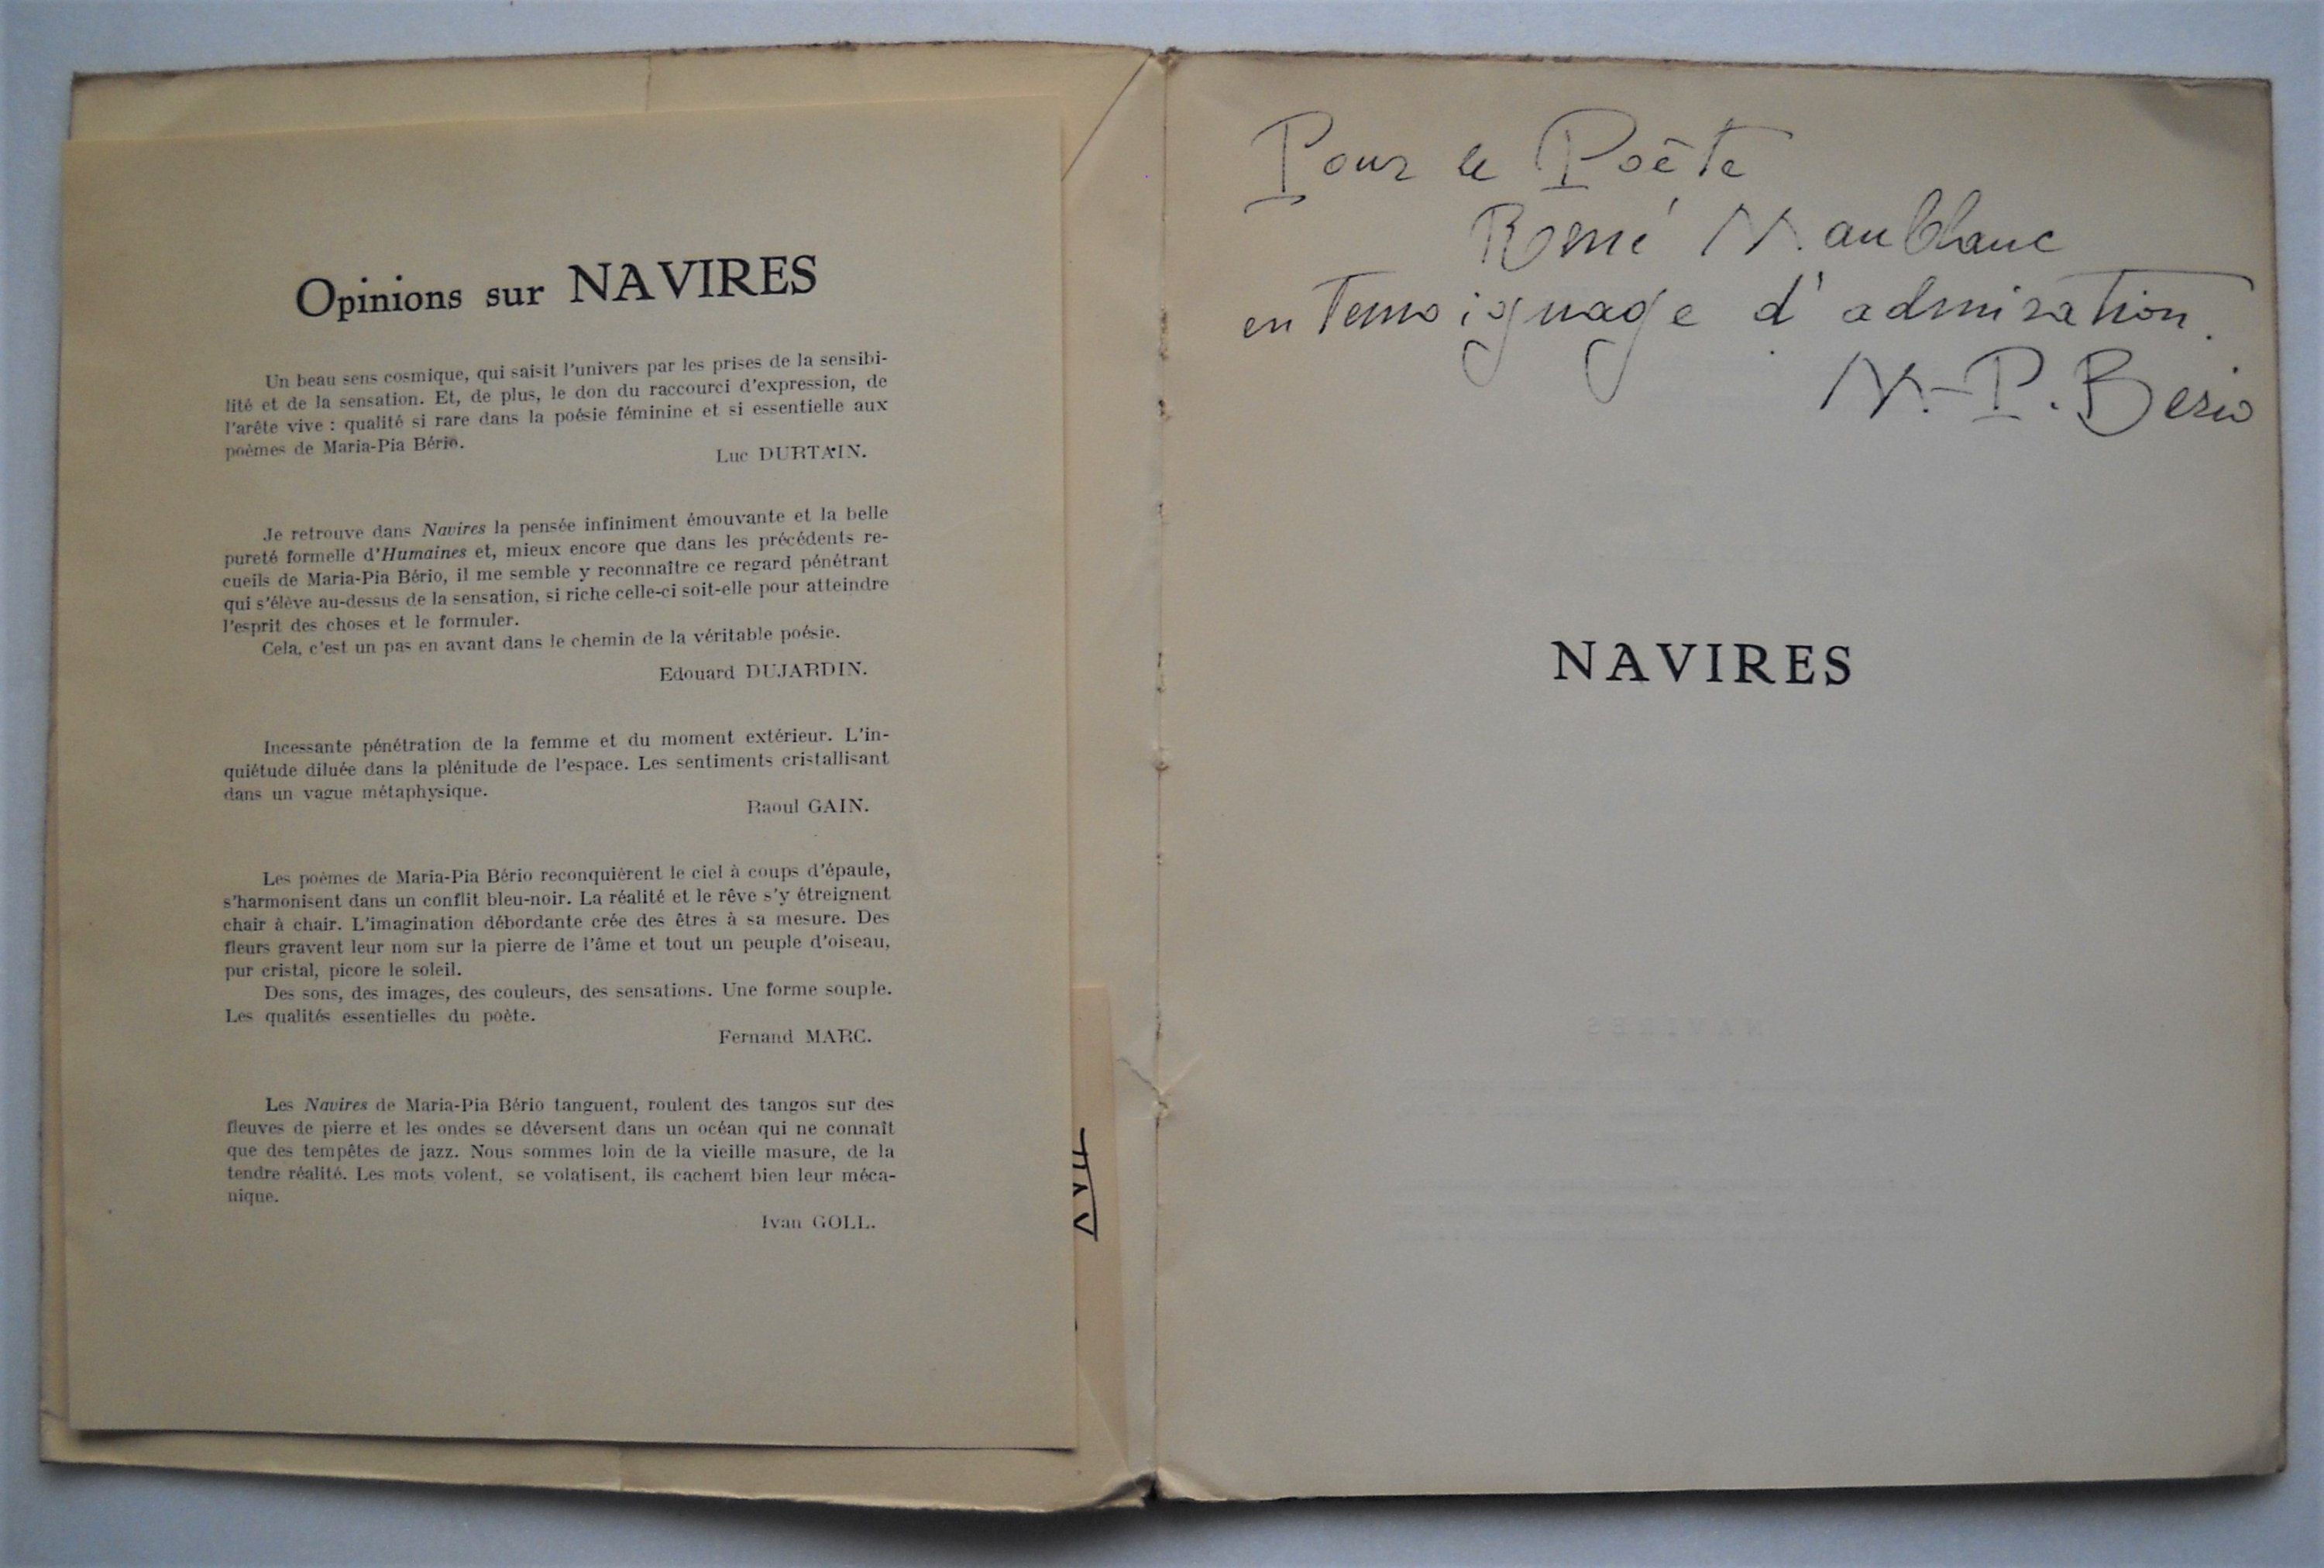 Opinions sur NAVIRES
Un beau sens cosmique, qui saisit l'univers par les prises de la sensibi-
lité et de la sensation. Et, de plus, le don du raccourci d'expression, de
l'arête vive : qualité si rare dans la poésie féminine et si essentielle aux
poèmes de Maria-Pia Bério.
Luc DURTAIN.
Je retrouve dans Navires la pensée infiniment émouvante et la belle
pureté formelle d'Humaines et, mieux encore que dans les précédents re-
cueils de Maria-Pia Bério, il me semble y reconnaître ce regard pénétrant
qui s'élève au-dessus de la sensation, si riche celle-ci soit-elle pour atteindre
l'esprit des choses et le formuler.
Cela, c'est un pas en avant dans le chemin de la véritable poésie.
Edouard DUJARDIN.
Incessante pénétration de la femme et du moment extérieur. L'in-
quiétude diluée dans la plénitude de l'espace. Les sentiments cristallisant
dans un vague métaphysique.
Raoul GAIN.
Les poèmes de Maria-Pia Bério reconquièrent le ciel à coups d'épaule,
s'harmonisent dans un conflit bleu-noir. La réalité et le rêve s'y étreignent
chair à chair. L'imagination débordante crée des êtres à sa mesure. Des
fleurs gravent leur nom sur la pierre de l'âme et tout un peuple d'oiseau,
pur cristal, picore le soleil.
Des sons, des images, des couleurs, des sensations. Une forme souple.
Les qualités essentielles du poète.
Fernand MARC.
Les Navires de Maria-Pia Bério tanguent, roulent des tangos sur des
fleuves de pierre et les ondes se déversent dans un océan qui ne connaît
que des tempêtes de jazz. Nous sommes loin de la vieille masure, de la
tendre réalité. Les mots volent, se volatisent, ils cachent bien leur méca-
nique.
Ivan GOLL.
Pour le Poëte
René Maublanc
en temoignage d'admiration.
M.-P. Berio
NAVIRES